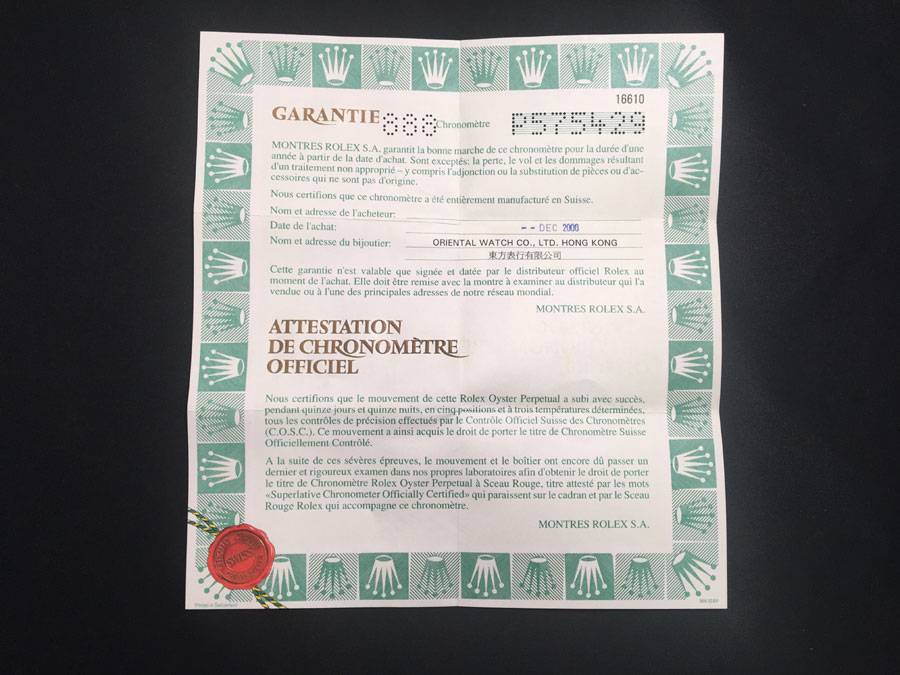 16610
GARANTIE 888 Chronomètre P575429
MONTRES ROLEX S.A. garantit la bonne marche de ce chronomètre pour la durée d'une
année à partir de la date d'achat. Sont exceptés: la perte, le vol et les dommages résultant
d'un traitement non approprié – y compris l'adjonction ou la substitution de pièces ou d'ac-
cessoires qui ne sont pas d'origine.
Nous certifions que ce chronomètre a été entièrement manufacturé en Suisse.
Nom et adresse de l'acheteur:
Date de l'achat: -- DEC 2000
Nom et adresse du bijoutier: ORIENTAL WATCH CO., LTD. HONG KONG
東方表行有限公司
Cette garantie n'est valable que signée et datée par le distributeur officiel Rolex au
moment de l'achat. Elle doit être remise avec la montre à examiner au distributeur qui l'a
vendue ou à l'une des principales adresses de notre réseau mondial.
MONTRES ROLEX S.A.
ATTESTATION
DE CHRONOMÈTRE
OFFICIEL
Nous certifions que le mouvement de cette Rolex Oyster Perpetual a subi avec succès,
pendant quinze jours et quinze nuits, en cinq positions et à trois températures déterminées,
tous les contrôles de précision effectués par le Contrôle Officiel Suisse des Chronomètres
(C.O.S.C.). Ce mouvement a ainsi acquis le droit de porter le titre de Chronomètre Suisse
Officiellement Contrôlé.
A la suite de ces sévères épreuves, le mouvement et le boîtier ont encore dû passer un
dernier et rigoureux examen dans nos propres laboratoires afin d'obtenir le droit de porter
le titre de Chronomètre Rolex Oyster Perpetual à Sceau Rouge, titre attesté par les mots
«Superlative Chronometer Officially Certified» qui paraissent sur le cadran et par le Sceau
Rouge Rolex qui accompagne ce chronomètre.
MONTRES ROLEX S.A.
SWISS
Printed in Switzerland